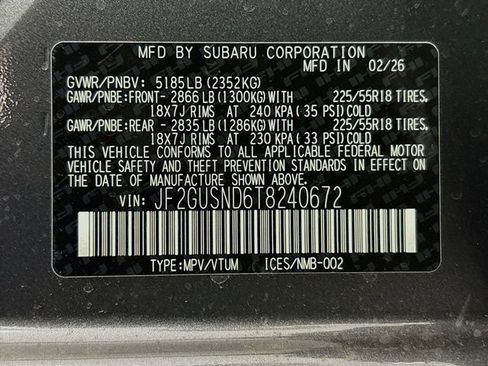 MFD BY SUBARU CORPORATION
MFD IN 02/26
GVWR/PNBV: 5185LB (2352KG)
GAWR/PNBE:FRONT- 2866LB (1300KG)WITH 225/55R18 TIRES,
18X7J RIMS AT 240 KPA (35 PSI)COLD
GAWR/PNBE:REAR - 2835LB (1286KG)WITH 225/55R18 TIRES,
18X7J RIMS AT 230 KPA (33 PSI)COLD
THIS VEHICLE CONFORMS TO ALL APPLICABLE FEDERAL MOTOR
VEHICLE SAFETY AND THEFT PREVENTION STANDARDS IN EFFECT
ON THE DATE OF MANUFACTURE SHOWN ABOVE.
VIN: JF2GUSND6T8240672
TYPE:MPV/VTUM ICES/NMB-002